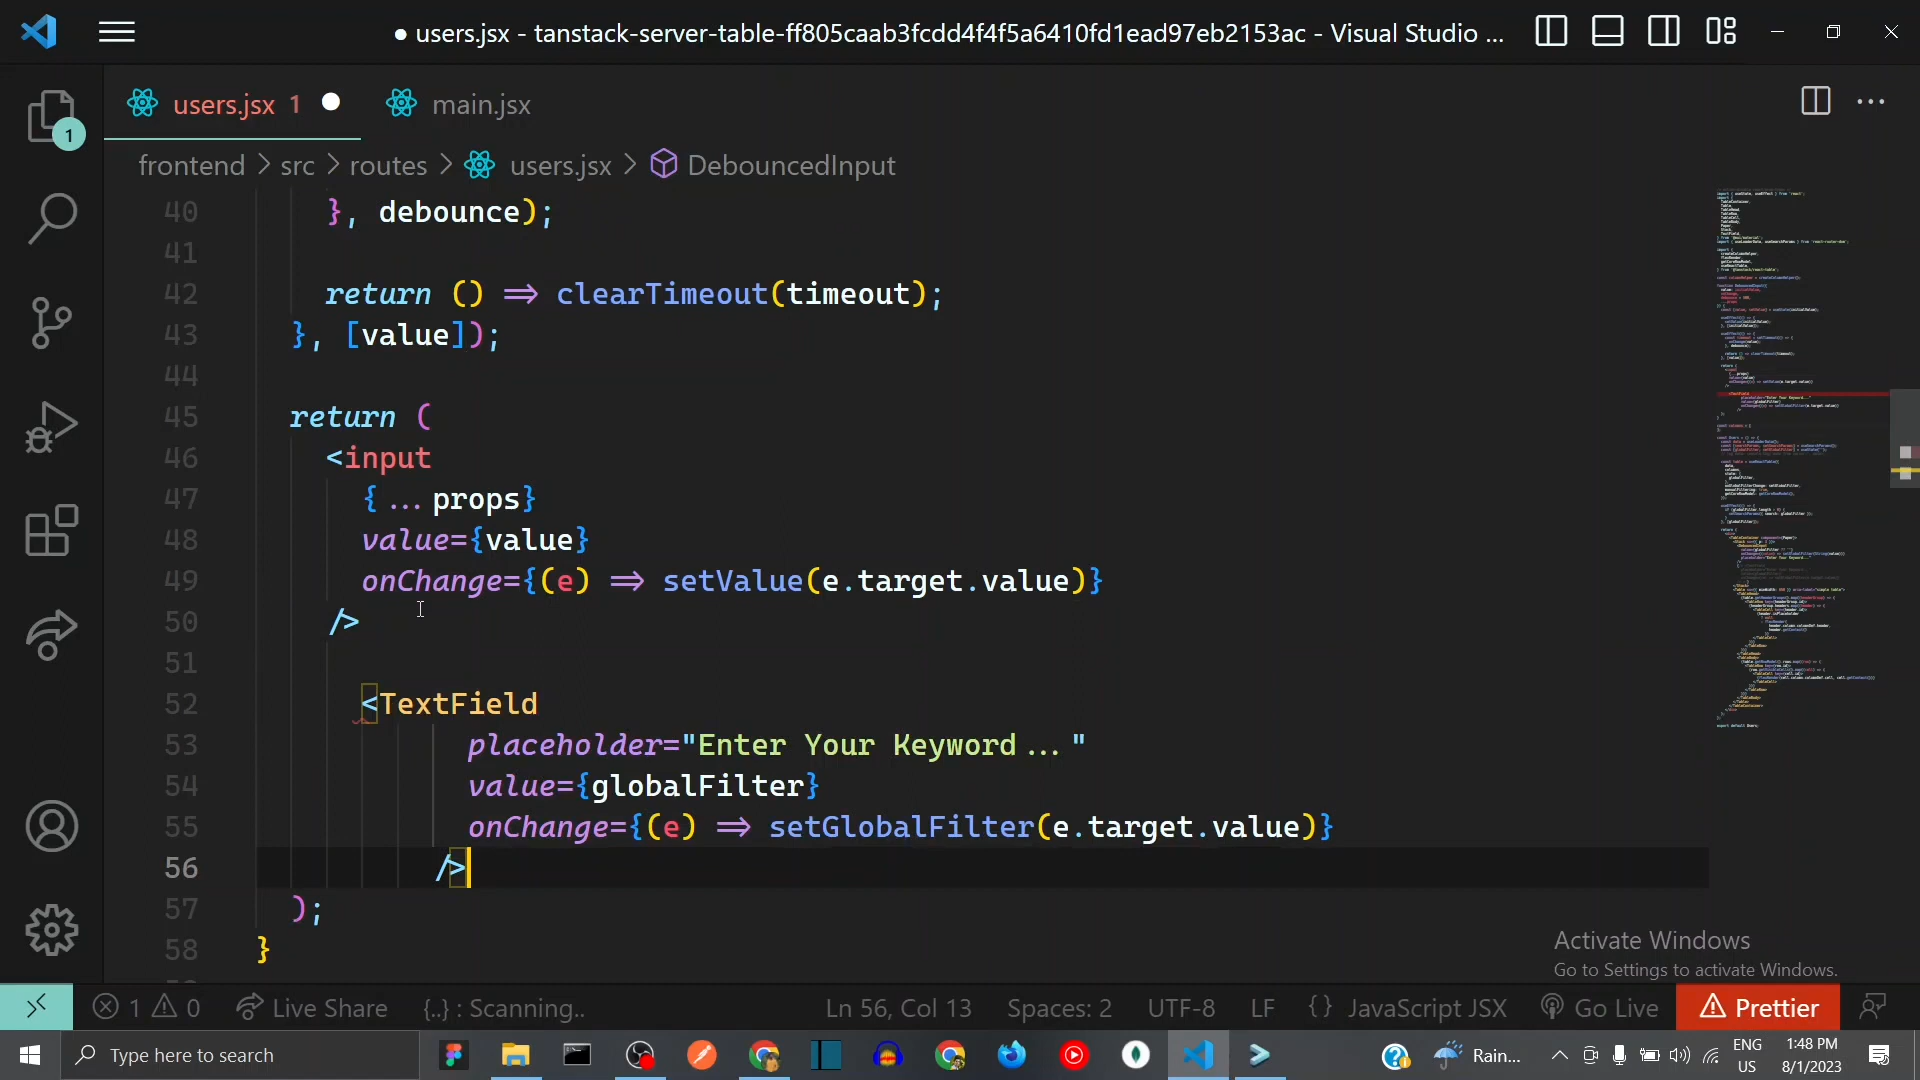 ● users.jsx - tanstack-server-table-ff805caab3fcdd4f4f5a6410fd1ead97eb2153ac - Visual Studio ...
users.jsx 1 ● main.jsx
frontend > src > routes > users.jsx > DebouncedInput
1
40 }, debounce);
41
42 return () => clearTimeout(timeout);
43 }, [value]);
44
45 return (
46 <input
47 {...props}
48 value={value}
49 onChange={(e) => setValue(e.target.value)}
50 />
51
52 <TextField
53 placeholder="Enter Your Keyword..."
54 value={globalFilter}
55 onChange={(e) => setGlobalFilter(e.target.value)}
56 />
57 );
58 }
Activate Windows
Go to Settings to activate Windows.
1 0 Live Share {..} : Scanning.. Ln 56, Col 13 Spaces: 2 UTF-8 LF {} JavaScript JSX Go Live Prettier
Type here to search Rain... ENG US 1:48 PM 8/1/2023